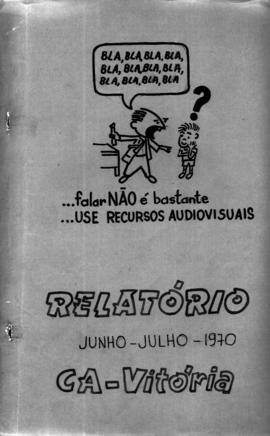 BLA, BLA, BLA, BLA,
BLA, BLA, BLA, BLA,
BLA, BLA, BLA, BLA
?
...falar NÃO é bastante
...USE RECURSOS AUDIOVISUAIS
RELATÓRIO
JUNHO-JULHO-1970
CA-Vitória